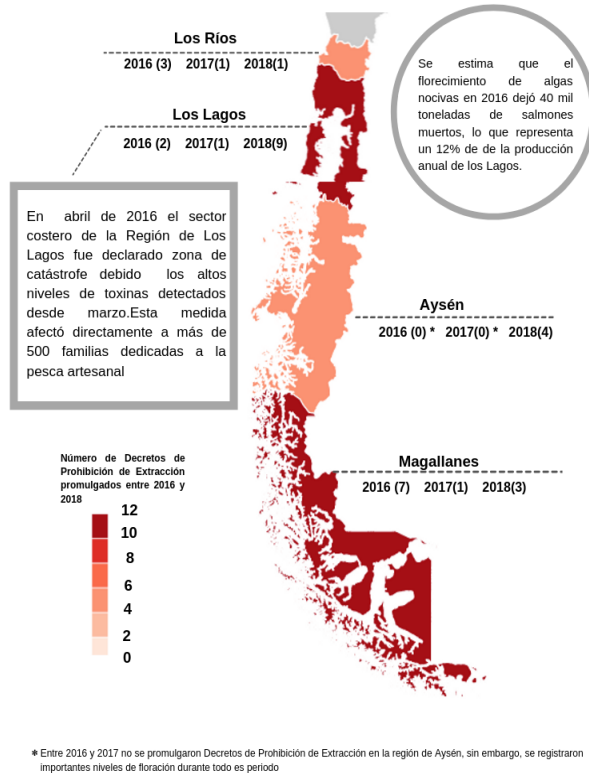 Los Ríos
2016 (3) 2017(1) 2018(1)
Los Lagos
2016 (2) 2017(1) 2018(9)
Se estima que el
florecimiento de algas
nocivas en 2016 dejó 40 mil
toneladas de salmones
muertos, lo que representa
un 12% de de la producción
anual de los Lagos.
En abril de 2016 el sector
costero de la Región de Los
Lagos fue declarado zona de
catástrofe debido los altos
niveles de toxinas detectados
desde marzo.Esta medida
afectó directamente a más de
500 familias dedicadas a la
pesca artesanal
Aysén
2016 (0) * 2017(0) * 2018(4)
Magallanes
2016 (7) 2017(1) 2018(3)
Número de Decretos de
Prohibición de Extracción
promulgados entre 2016 y
2018
12
10
8
6
4
2
0
* Entre 2016 y 2017 no se promulgaron Decretos de Prohibición de Extracción en la región de Aysén, sin embargo, se registraron
importantes niveles de floración durante todo es periodo